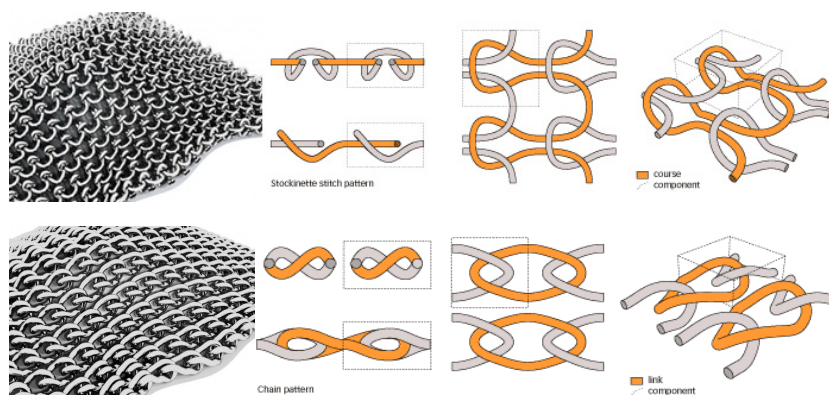 Stockinette stitch pattern
course
component
Chain pattern
link
component